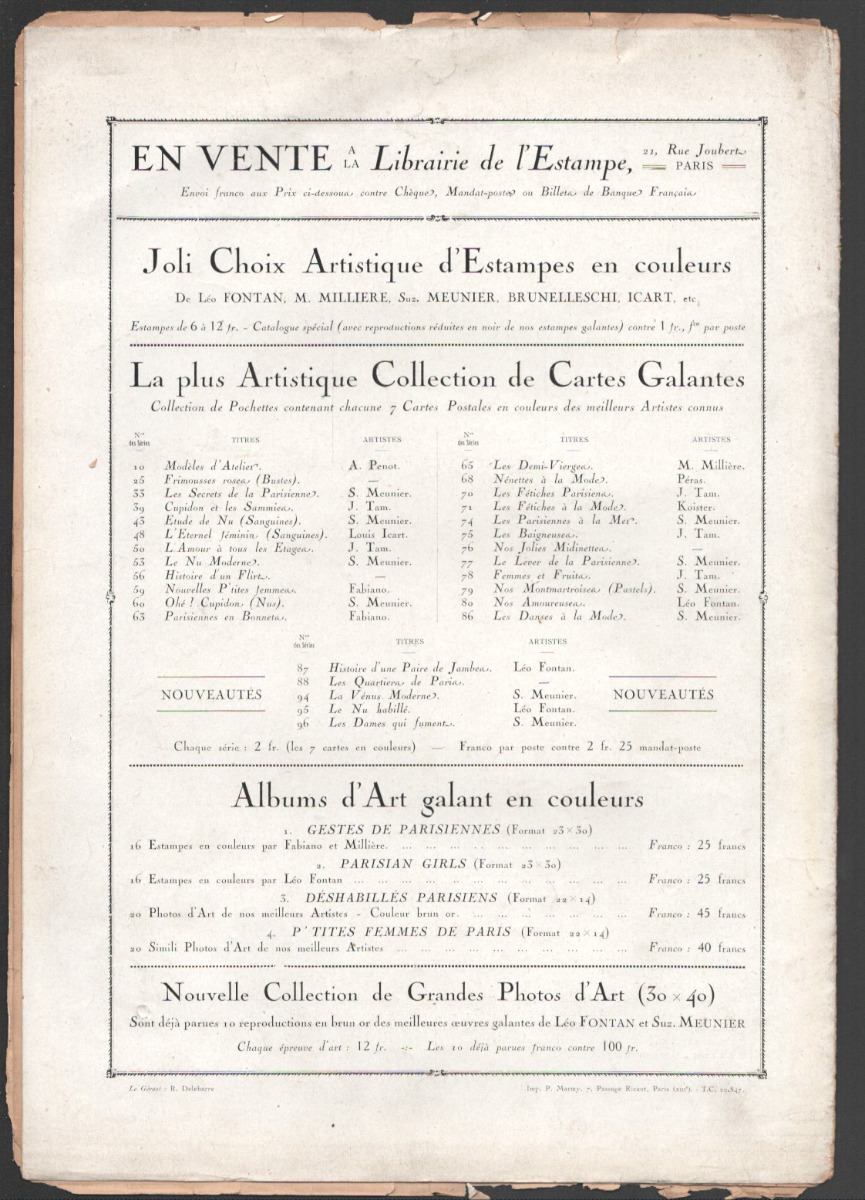 EN VENTE A LA Librairie de l'Estampe, 21, Rue Joubert PARIS
Envoi franco aux Prix ci-dessous contre Chèque, Mandat-poste ou Billets de Banque Français
Joli Choix Artistique d'Estampes en couleurs
De Léo FONTAN, M. MILLIERE, Suz. MEUNIER, BRUNELLESCHI, ICART, etc.
Estampes de 6 à 12 fr. - Catalogue spécial (avec reproductions réduites en noir de nos estampes galantes) contre 1 fr., fco par poste
La plus Artistique Collection de Cartes Galantes
Collection de Pochettes contenant chacune 7 Cartes Postales en couleurs des meilleurs Artistes connus
Nos des Séries TITRES ARTISTES
10 Modèles d'Atelier. A. Penot.
25 Frimousses roses (Bustes). —
33 Les Secrets de la Parisienne. S. Meunier.
39 Cupidon et les Sammies. J. Tam.
43 Etude de Nu (Sanguines). S. Meunier.
48 L'Eternel féminin (Sanguines). Louis Icart.
50 L'Amour à tous les Etages. J. Tam.
53 Le Nu Moderne. S. Meunier.
56 Histoire d'un Flirt. —
59 Nouvelles P'tites femmes. Fabiano.
60 Ohé ! Cupidon (Nus). S. Meunier.
63 Parisiennes en Bonnets. Fabiano.
Nos des Séries TITRES ARTISTES
65 Les Demi-Vierges. M. Millière.
68 Nénettes à la Mode. Péras.
70 Les Fétiches Parisiens. J. Tam.
71 Les Fétiches à la Mode. Koister.
74 Les Parisiennes à la Mer. S. Meunier.
75 Les Baigneuses. J. Tam.
76 Nos Jolies Midinettes. —
77 Le Lever de la Parisienne. S. Meunier.
78 Femmes et Fruits. J. Tam.
79 Nos Montmartroises (Pastels). S. Meunier.
80 Nos Amoureuses. Léo Fontan.
86 Les Danses à la Mode. S. Meunier.
Nos des Séries TITRES ARTISTES
87 Histoire d'une Paire de Jambes. Léo Fontan.
88 Les Quartiers de Paris. —
NOUVEAUTÉS 94 La Vénus Moderne. S. Meunier. NOUVEAUTÉS
95 Le Nu habillé. Léo Fontan.
96 Les Dames qui fument. S. Meunier.
Chaque série : 2 fr. (les 7 cartes en couleurs) — Franco par poste contre 2 fr. 25 mandat-poste
Albums d'Art galant en couleurs
1. GESTES DE PARISIENNES (Format 23×30)
16 Estampes en couleurs par Fabiano et Millière. ... Franco : 25 francs
2. PARISIAN GIRLS (Format 23×30)
16 Estampes en couleurs par Léo Fontan ... Franco : 25 francs
3. DÉSHABILLÉS PARISIENS (Format 22×14)
20 Photos d'Art de nos meilleurs Artistes - Couleur brun or. ... Franco : 45 francs
4. P'TITES FEMMES DE PARIS (Format 22×14)
20 Simili Photos d'Art de nos meilleurs Artistes ... Franco : 40 francs
Nouvelle Collection de Grandes Photos d'Art (30×40)
Sont déjà parues 10 reproductions en brun or des meilleures œuvres galantes de Léo FONTAN et Suz. MEUNIER
Chaque épreuve d'art : 12 fr. -:- Les 10 déjà parues franco contre 100 fr.
Le Gérant : R. Delebarre
Imp. P. Mornay, 7, Passage Rivaut, Paris